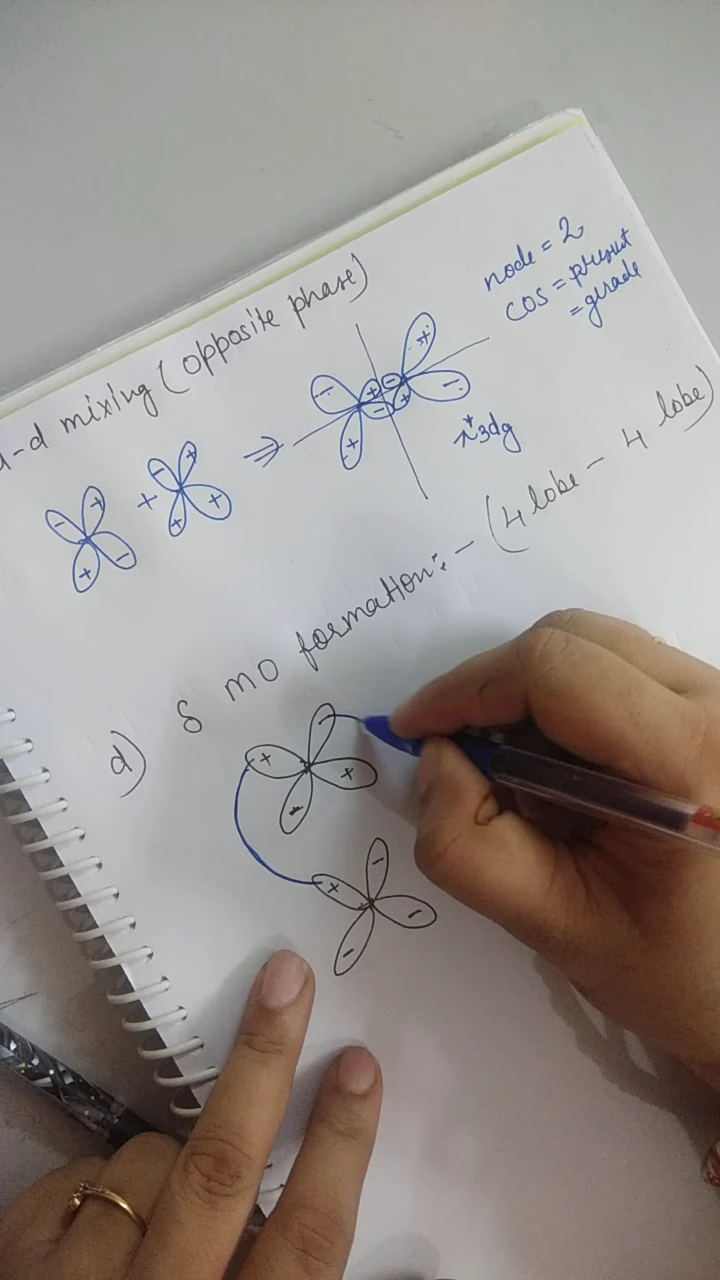 d-d mixing (opposite phase)
node = 2
cos = present
= gerade
- + + - + - + + ⇒ - + - + + - + -
π*3dg
d) δ MO formation:- (4 lobe - 4 lobe)
+ - + -
+ - - -